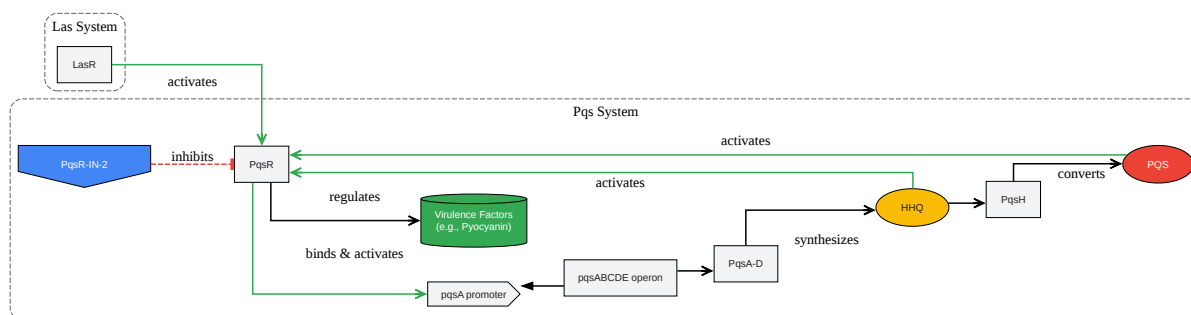 Las System
LasR
activates
Pqs System
PqsR-IN-2
inhibits
PqsR
activates
activates
PQS
converts
regulates
Virulence Factors
(e.g., Pyocyanin)
HHQ
PqsH
synthesizes
binds & activates
PqsA-D
pqsABCDE operon
pqsA promoter